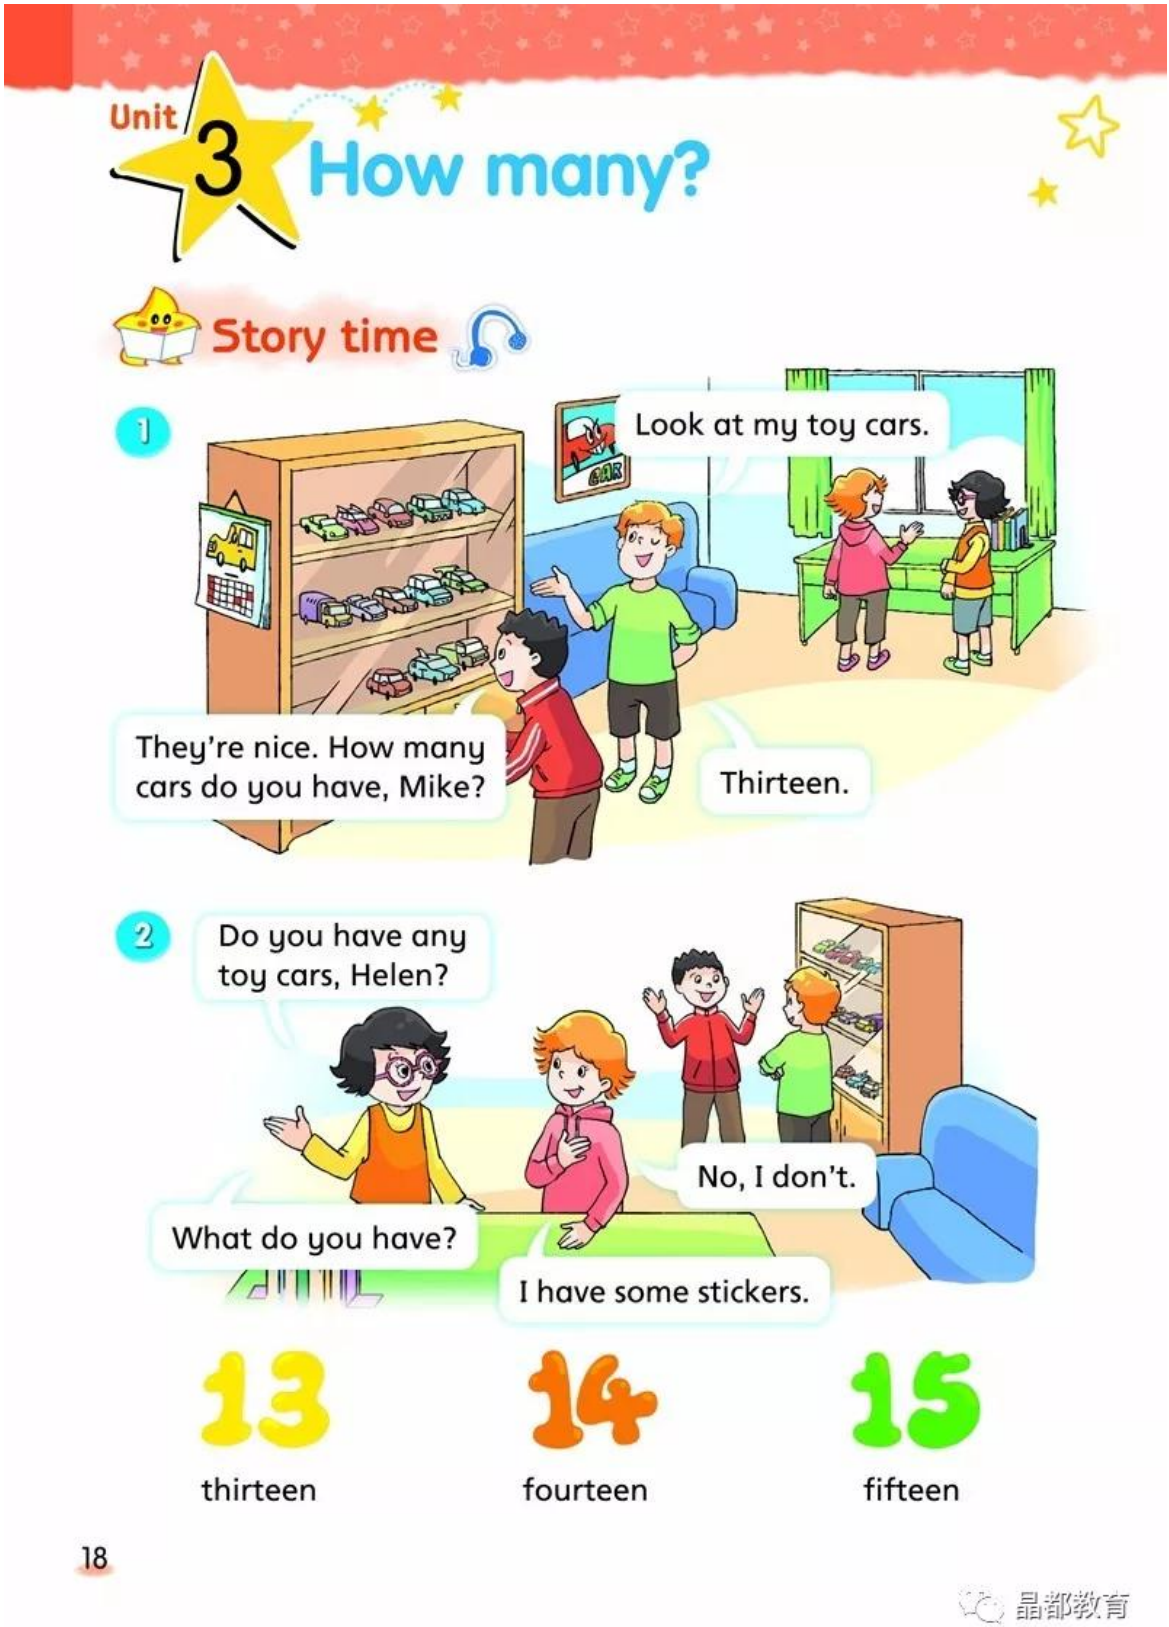 Unit
3
How many?
Story time
1
Look at my toy cars.
CAR
They're nice. How many
cars do you have, Mike?
Thirteen.
2
Do you have any
toy cars, Helen?
No, I don't.
What do you have?
I have some stickers.
13
14
15
thirteen
fourteen
fifteen
18
晶都教育